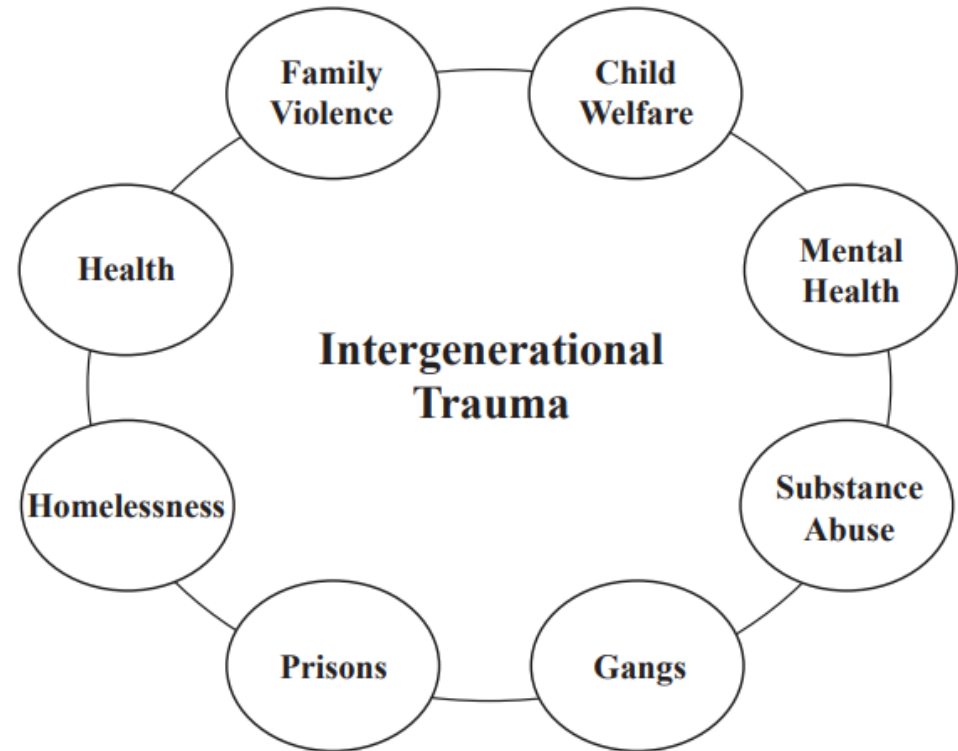 Family
Violence
Child
Welfare
Mental
Health
Substance
Abuse
Gangs
Prisons
Homelessness
Health
Intergenerational
Trauma